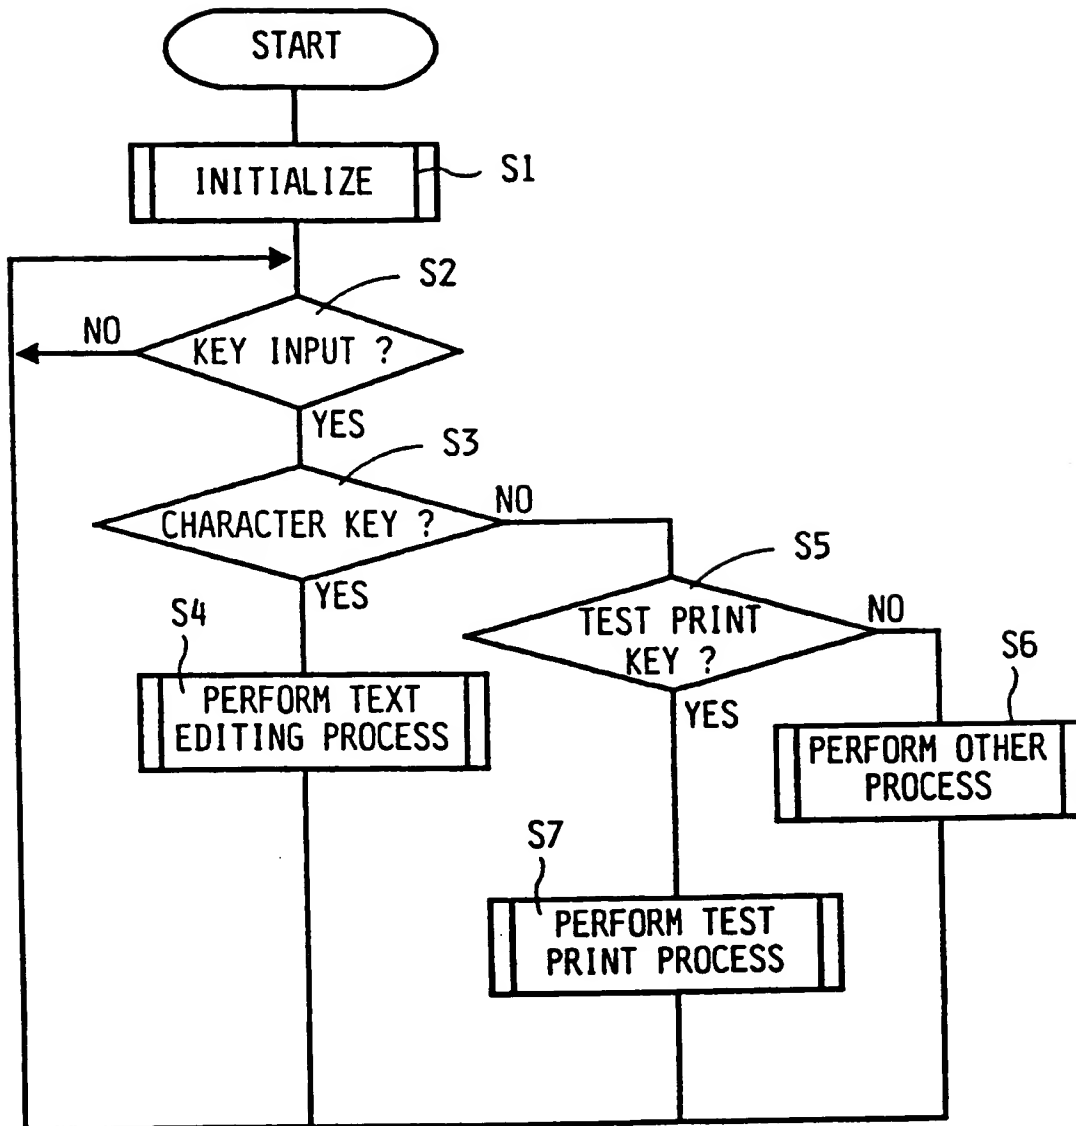 START
INITIALIZE
S1
S2
NO
KEY INPUT ?
YES
S3
NO
CHARACTER KEY ?
YES
S5
S4
TEST PRINT
KEY ?
NO
YES
S6
PERFORM TEXT
EDITING PROCESS
PERFORM OTHER
PROCESS
S7
PERFORM TEST
PRINT PROCESS